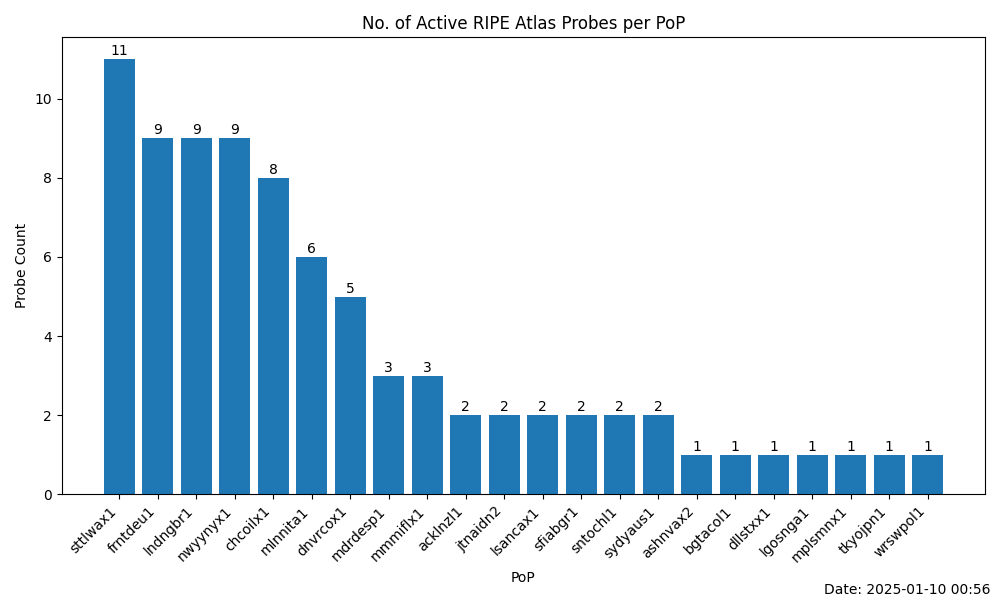 No. of Active RIPE Atlas Probes per PoP
11
9
9
9
8
6
5
3
3
2
2
2
2
2
2
1
1
1
1
1
1
1
10
8
6
4
2
0
Probe Count
sttlwax1
frntdeu1
lndngbr1
nwyynyx1
chcoilx1
mlnnita1
dnvrcox1
mdrdesp1
mmmiflx1
acklnzl1
jtnaidn2
lsancax1
sfiabgr1
sntochl1
sydyaus1
ashnvax2
bgtacol1
dllstxx1
lgosnga1
mplsmnx1
tkyojpn1
wrswpol1
PoP
Date: 2025-01-10 00:56